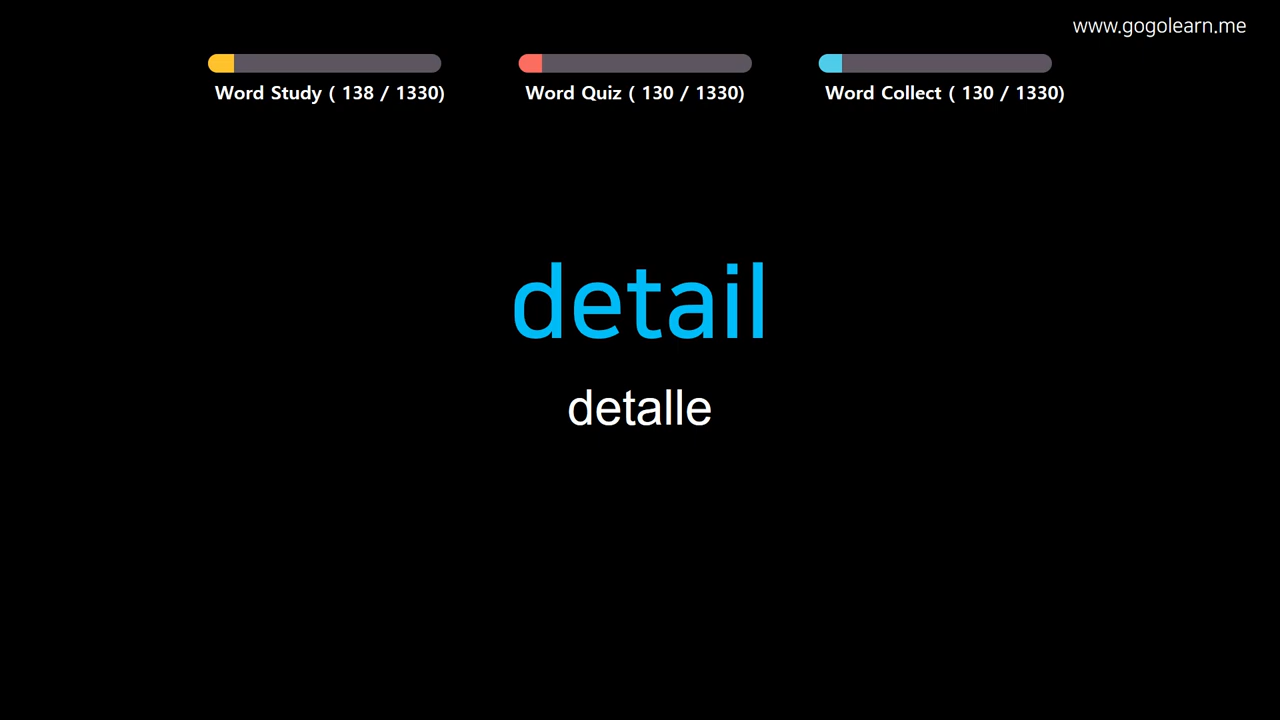 www.gogolearn.me
Word Study ( 138 / 1330)
Word Quiz ( 130 / 1330)
Word Collect ( 130 / 1330)
detail
detalle